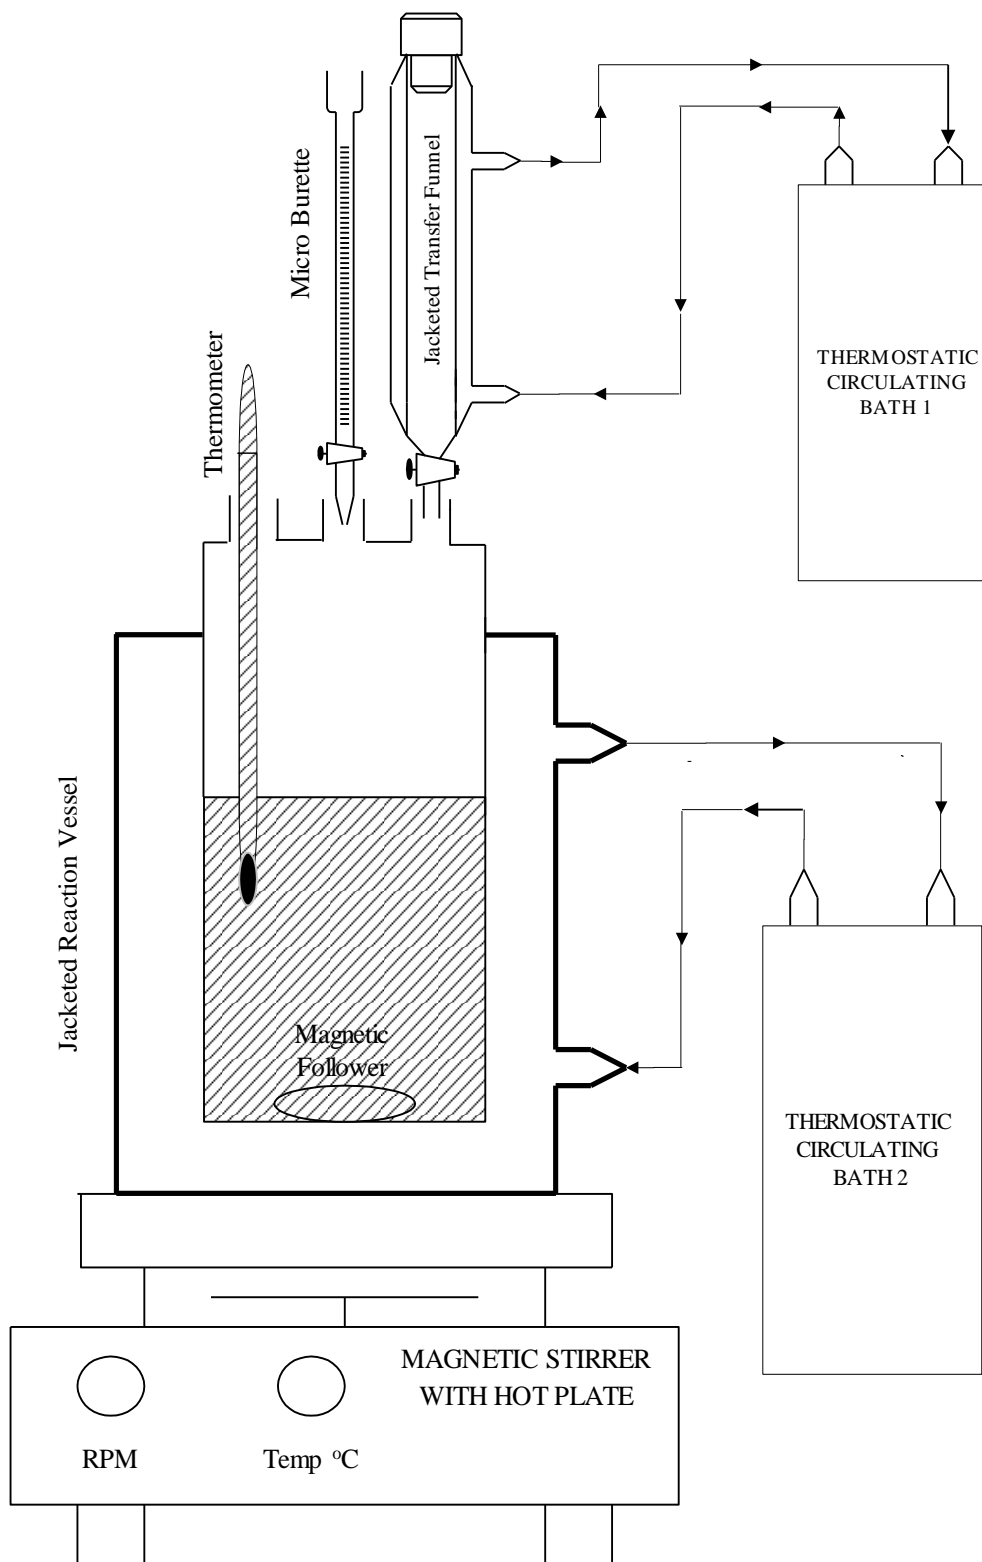 Micro Burette
Jacketed Transfer Funnel
Thermometer
THERMOSTATIC
CIRCULATING
BATH 1
Jacketed Reaction Vessel
Magnetic
Follower
THERMOSTATIC
CIRCULATING
BATH 2
MAGNETIC STIRRER
WITH HOT PLATE
RPM
Temp °C